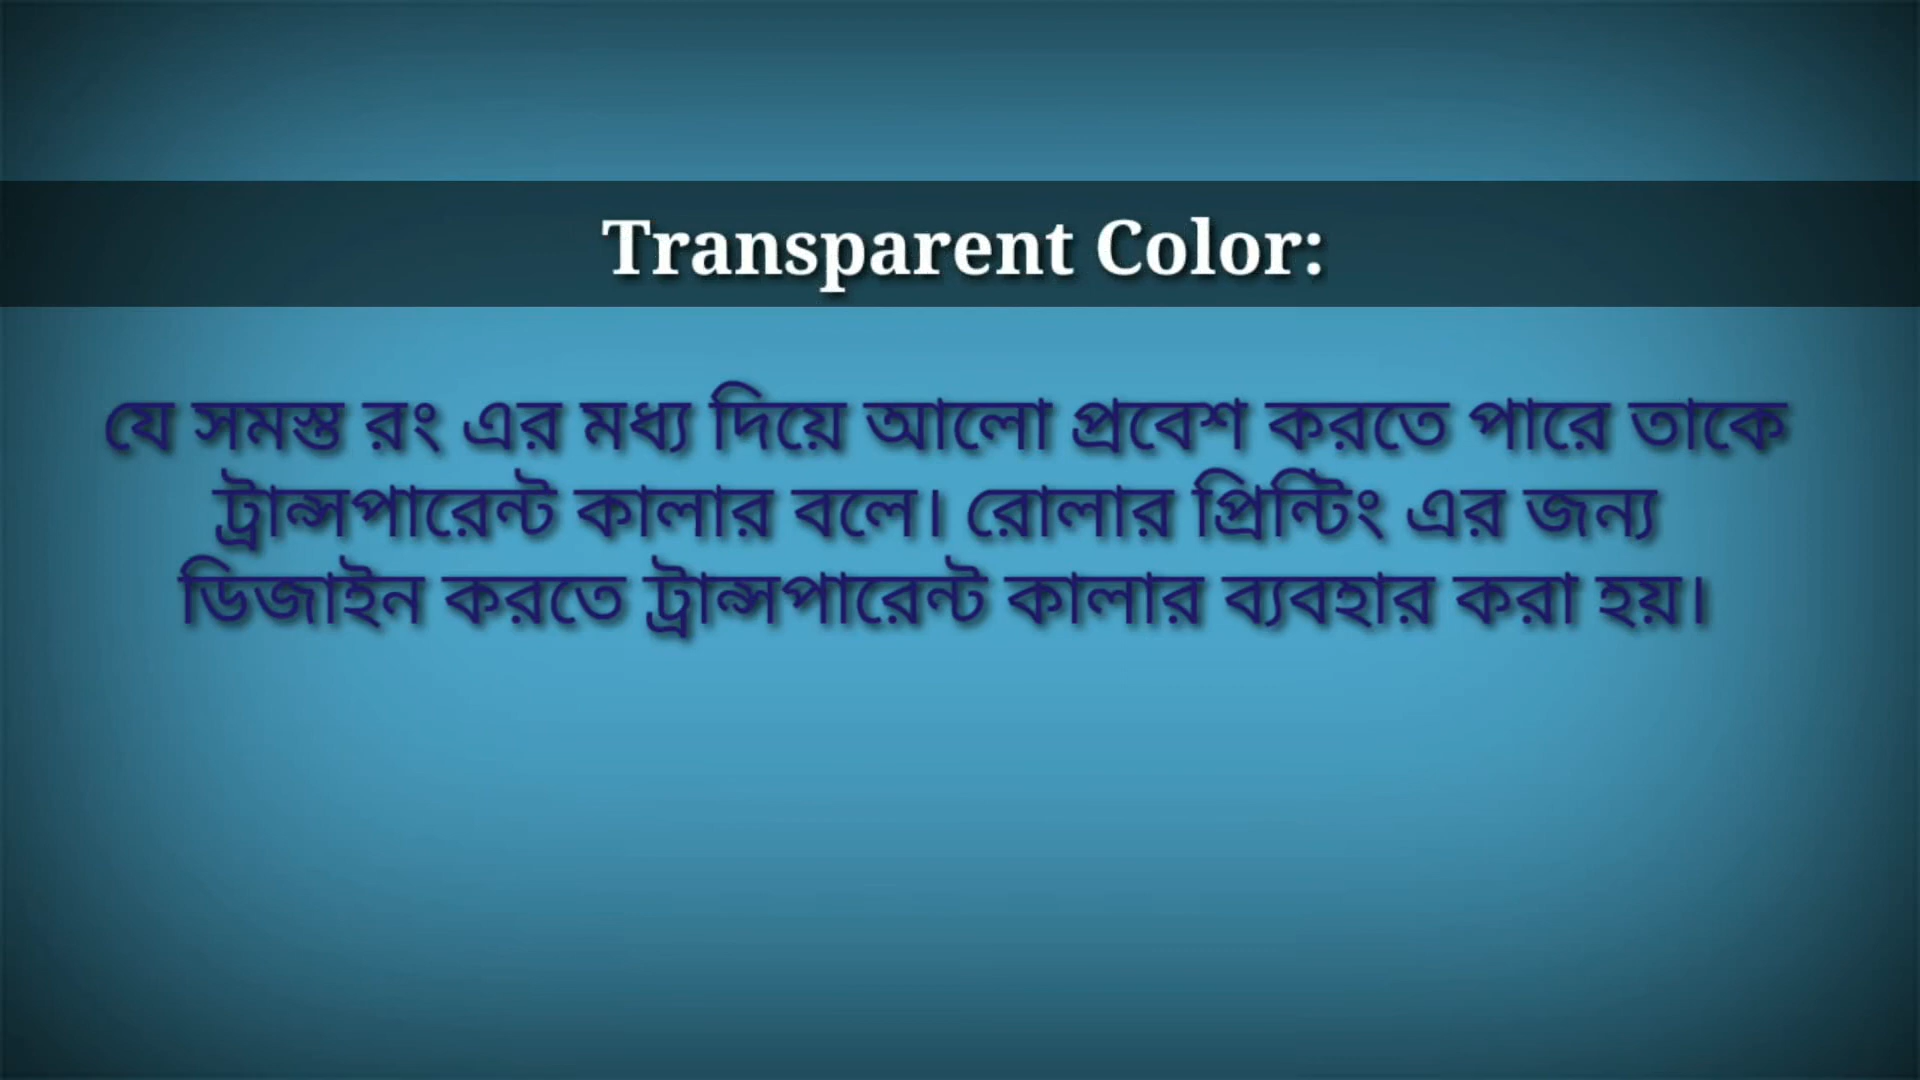 Transparent Color:
যে সমস্ত রং এর মধ্য দিয়ে আলো প্রবেশ করতে পারে তাকে
ট্রান্সপারেন্ট কালার বলে। রোলার প্রিন্টিং এর জন্য
ডিজাইন করতে ট্রান্সপারেন্ট কালার ব্যবহার করা হয়।